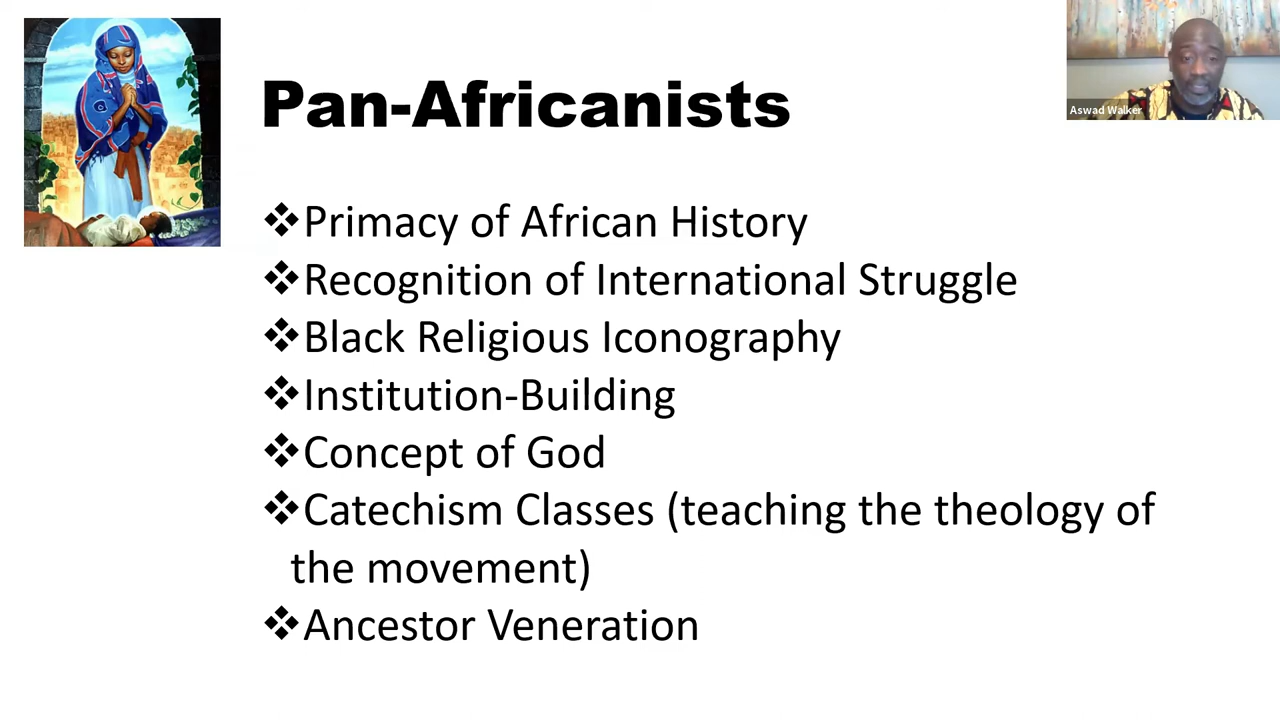 Pan-Africanists
Aswad Walker
❖Primacy of African History
❖Recognition of International Struggle
❖Black Religious Iconography
❖Institution-Building
❖Concept of God
❖Catechism Classes (teaching the theology of
the movement)
❖Ancestor Veneration